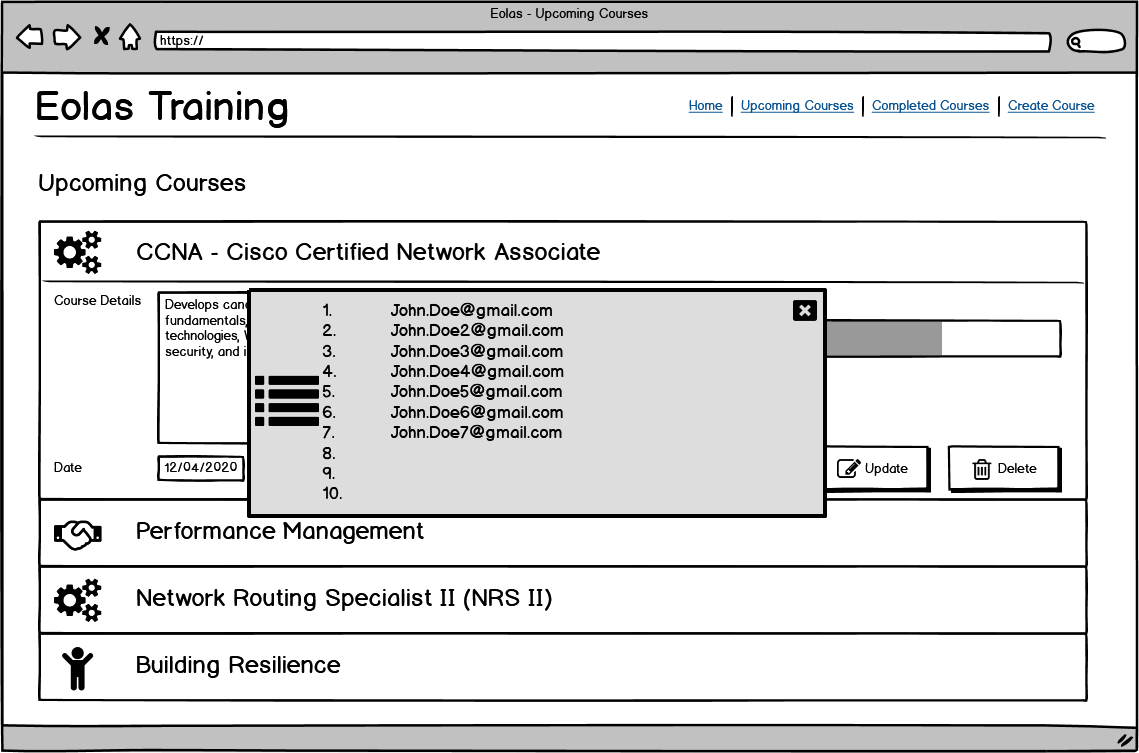 Eolas - Upcoming Courses
https://
Eolas Training
Home | Upcoming Courses | Completed Courses | Create Course
Upcoming Courses
CCNA - Cisco Certified Network Associate
Course Details
Develops
fundamentals,
technologies,
security, and
1. John.Doe@gmail.com
2. John.Doe2@gmail.com
3. John.Doe3@gmail.com
4. John.Doe4@gmail.com
5. John.Doe5@gmail.com
6. John.Doe6@gmail.com
7. John.Doe7@gmail.com
8.
9.
10.
Date
12/04/2020
Update
Delete
Performance Management
Network Routing Specialist II (NRS II)
Building Resilience